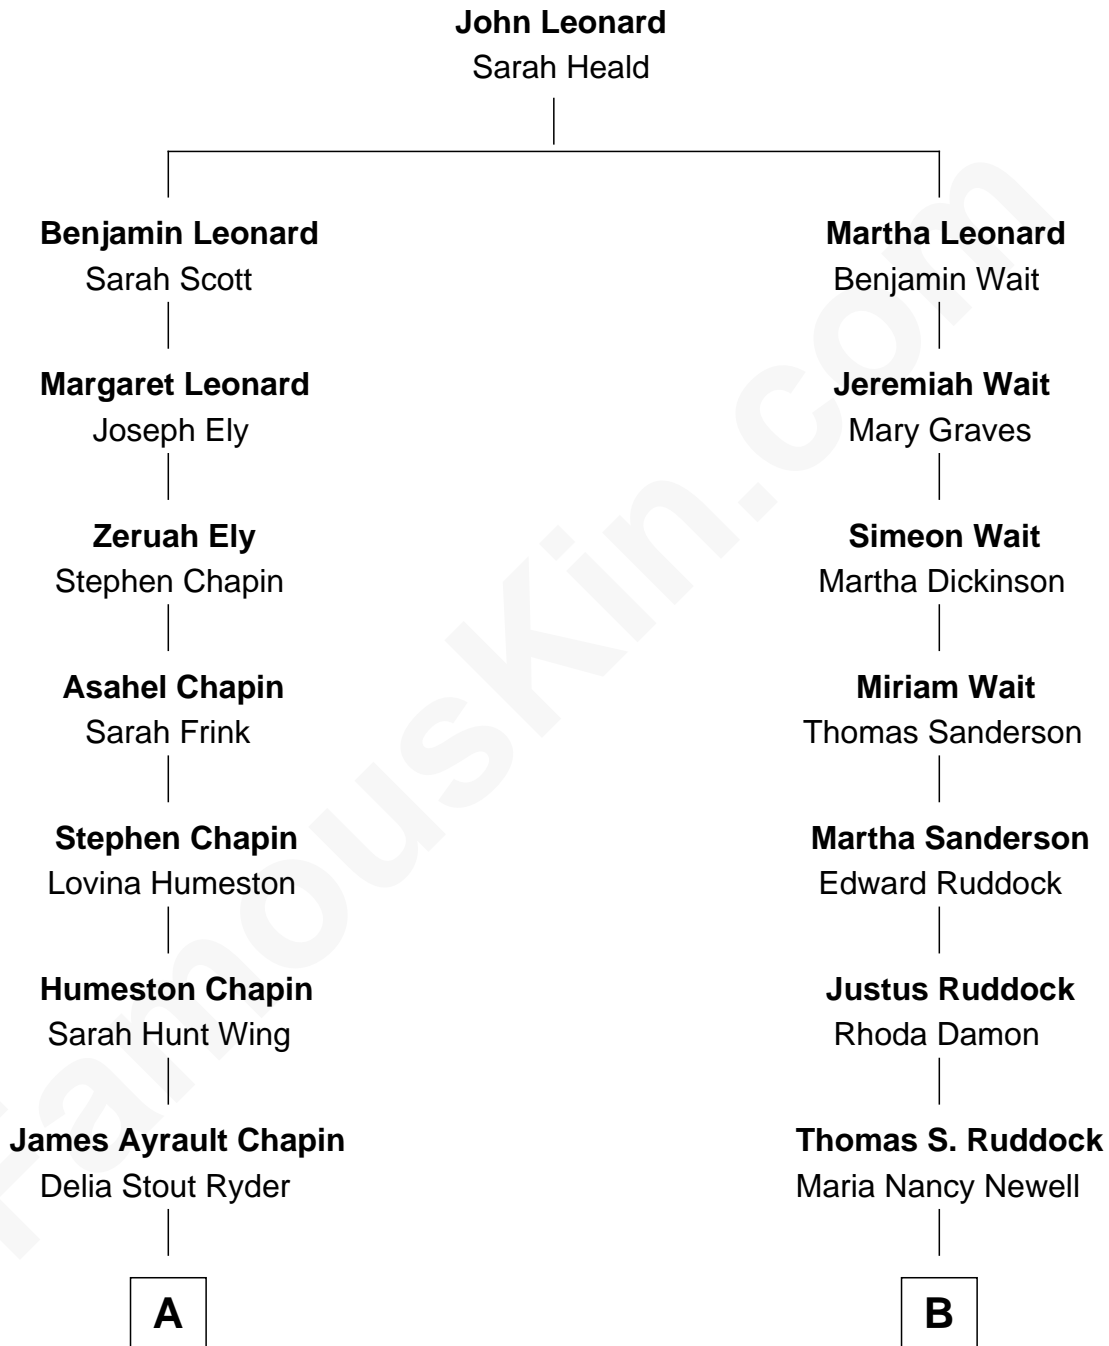 John Leonard
Sarah Heald
Benjamin Leonard
Sarah Scott
Margaret Leonard
Joseph Ely
Zeruah Ely
Stephen Chapin
Asahel Chapin
Sarah Frink
Stephen Chapin
Lovina Humeston
Humeston Chapin
Sarah Hunt Wing
James Ayrault Chapin
Delia Stout Ryder
A
Martha Leonard
Benjamin Wait
Jeremiah Wait
Mary Graves
Simeon Wait
Martha Dickinson
Miriam Wait
Thomas Sanderson
Martha Sanderson
Edward Ruddock
Justus Ruddock
Rhoda Damon
Thomas S. Ruddock
Maria Nancy Newell
B
FamousKin.com